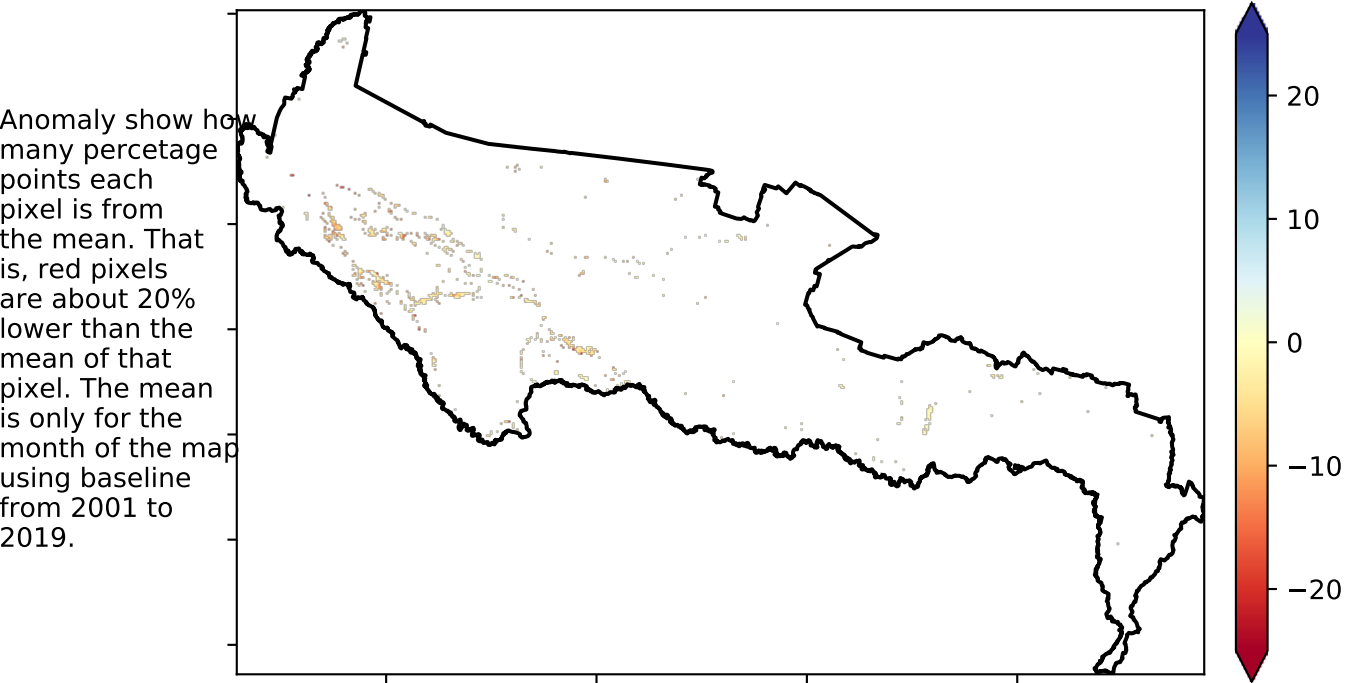 Anomaly show how
many percetage
points each
pixel is from
the mean. That
is, red pixels
are about 20%
lower than the
mean of that
pixel. The mean
is only for the
month of the map
using baseline
from 2001 to
2019.
20
10
0
−10
−20